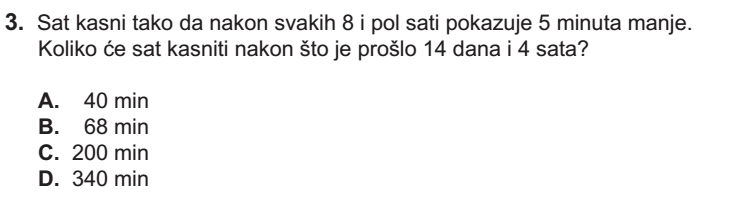 3. Sat kasni tako da nakon svakih 8 i pol sati pokazuje 5 minuta manje.
Koliko će sat kasniti nakon što je prošlo 14 dana i 4 sata?
A. 40 min
B. 68 min
C. 200 min
D. 340 min